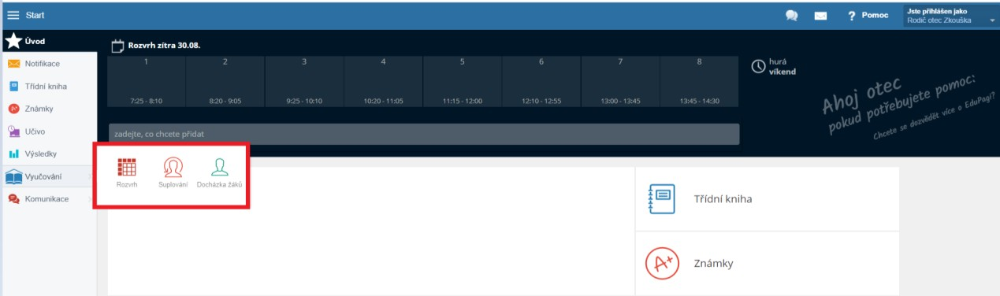 Start
? Pomoc
Jste přihlášen jako
Rodič otec Zkouška
Úvod
Notifikace
Třídní kniha
Známky
Učivo
Výsledky
Vyučování
Komunikace
Rozvrh zítra 30.08.
1 2 3 4 5 6 7 8
7:25 - 8:10 8:20 - 9:05 9:25 - 10:10 10:20 - 11:05 11:15 - 12:00 12:10 - 12:55 13:00 - 13:45 13:45 - 14:30
hurá
víkend
Ahoj otec
pokud potřebujete pomoc:
Chcete se dozvědět více o EduPagi?
zadejte, co chcete přidat
Rozvrh Suplování Docházka žáků
Třídní kniha
A+
Známky